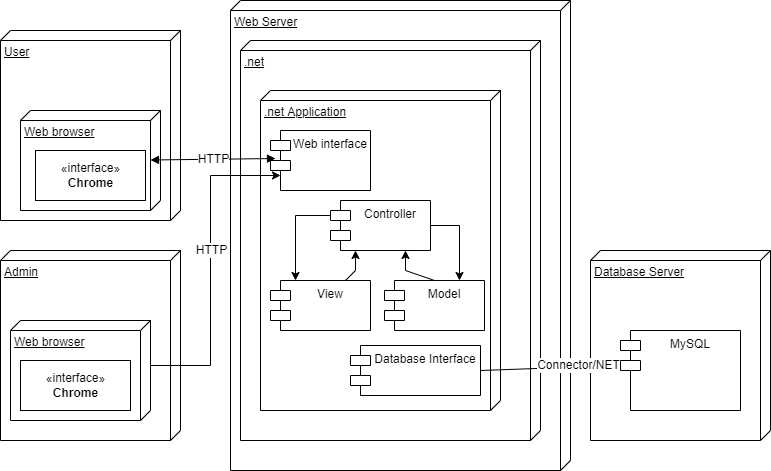 User
Web browser
«interface»
Chrome
HTTP
Admin
Web browser
«interface»
Chrome
HTTP
Web Server
.net
.net Application
Web interface
Controller
View
Model
Database Interface
Connector/NET
Database Server
MySQL